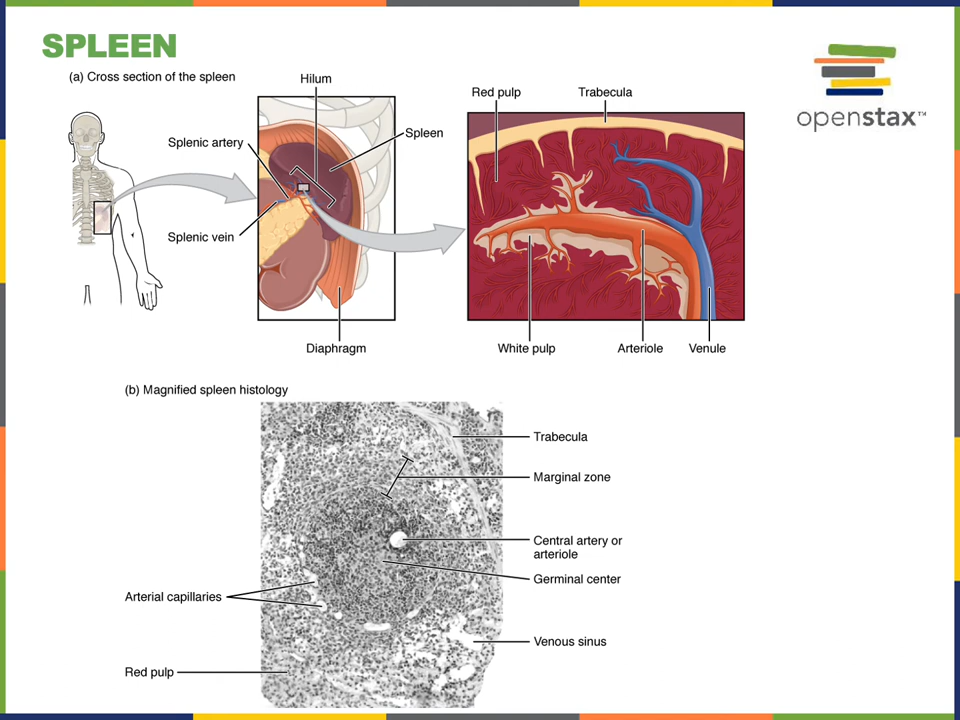 SPLEEN
(a) Cross section of the spleen
Hilum
Splenic artery
Spleen
Splenic vein
Diaphragm
Red pulp
Trabecula
White pulp
Arteriole
Venule
openstax™
(b) Magnified spleen histology
Trabecula
Marginal zone
Central artery or
arteriole
Germinal center
Arterial capillaries
Venous sinus
Red pulp